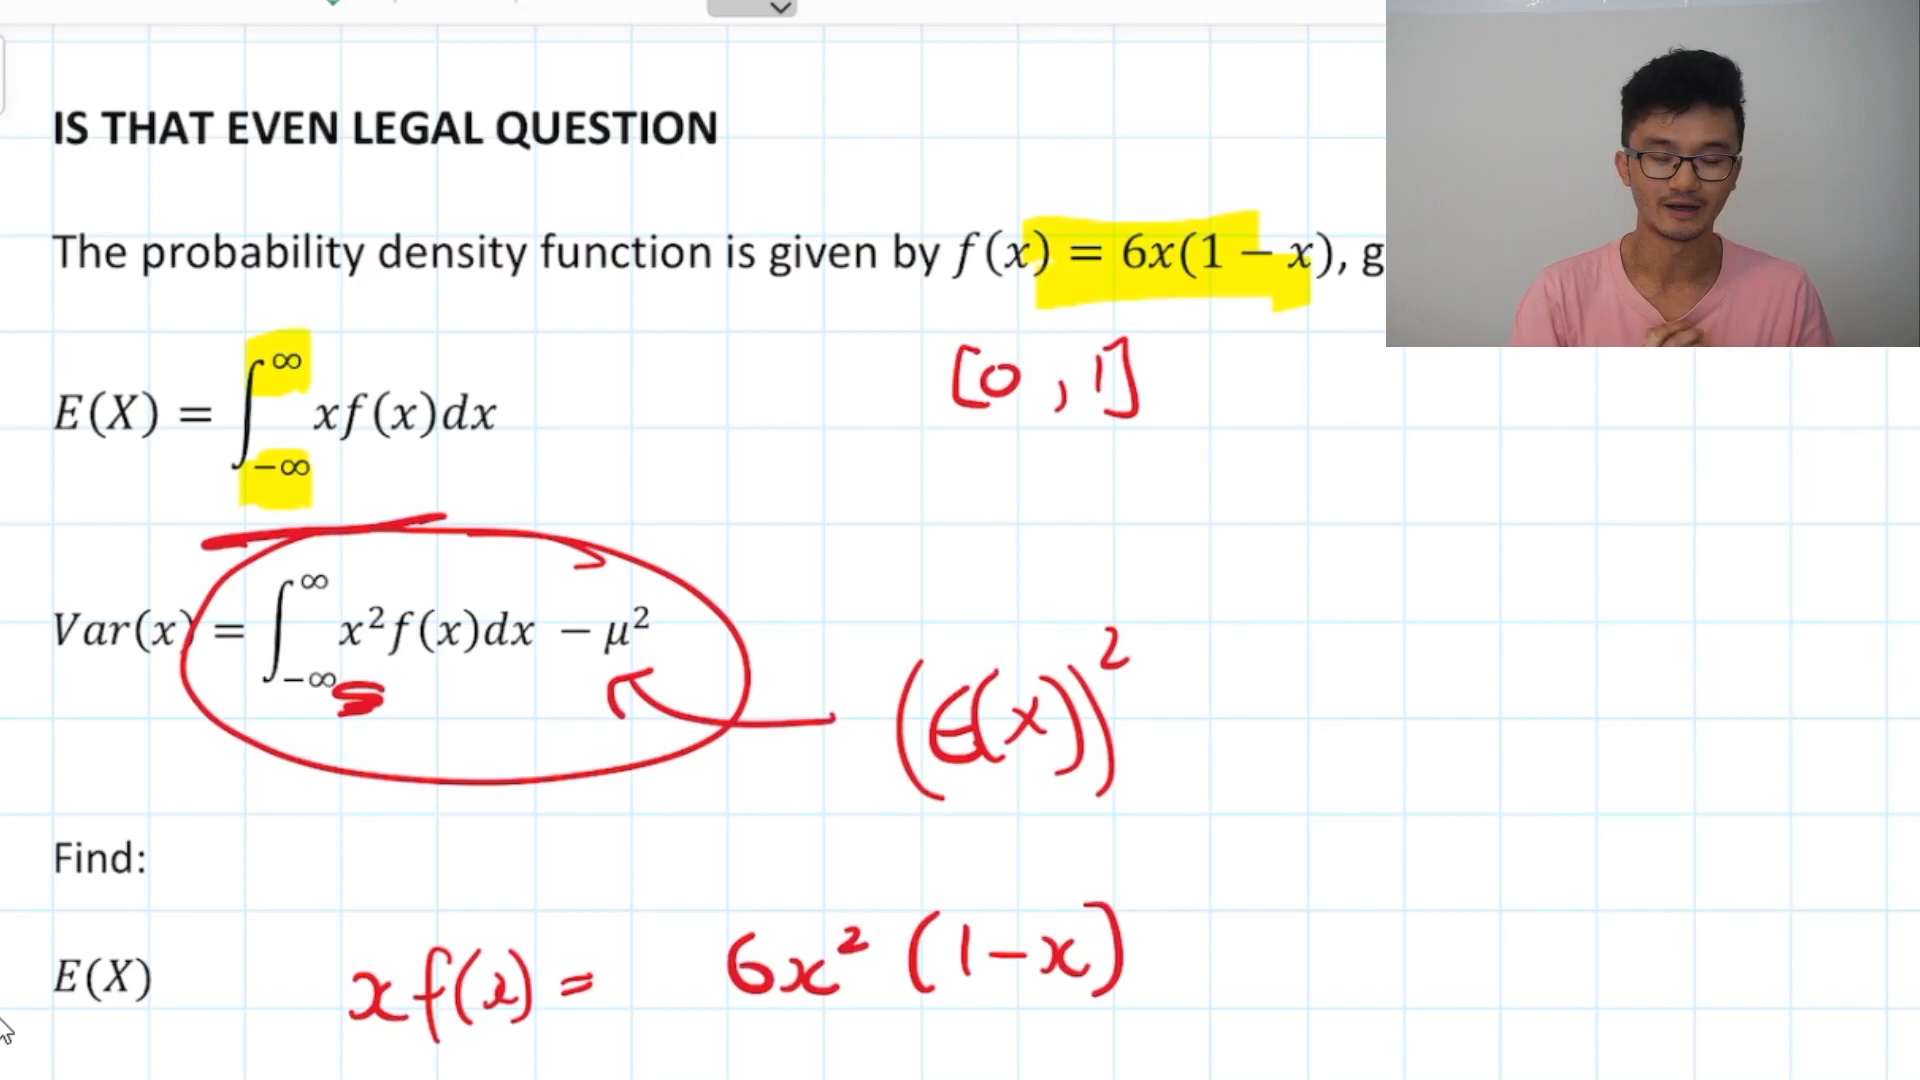 IS THAT EVEN LEGAL QUESTION
The probability density function is given by f(x) = 6x(1 − x), g
[0, 1]
E(X) = ∫_{−∞}^{∞} xf(x)dx
Var(x) = ∫_{−∞}^{∞} x²f(x)dx − μ²
(E(x))²
Find:
E(X) xf(x) = 6x² (1−x)